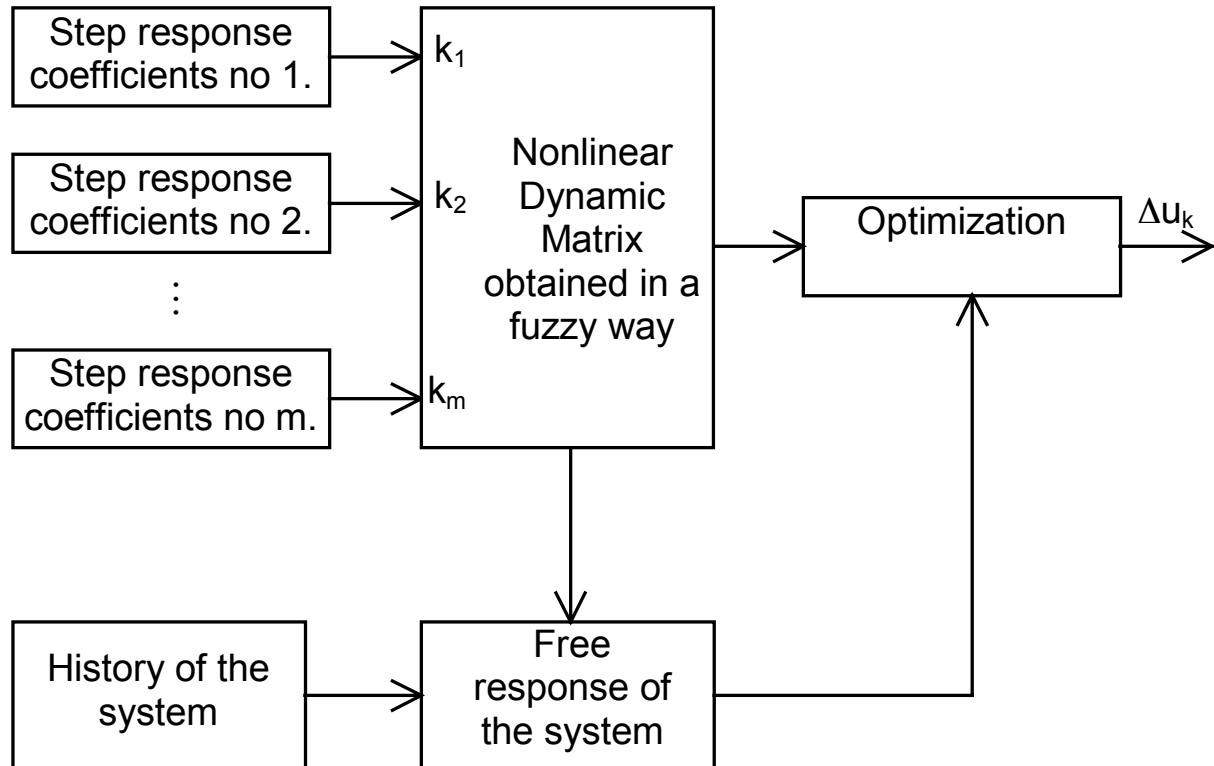 Step response
coefficients no 1.
k₁
Step response
coefficients no 2.
k₂
⋮
Step response
coefficients no m.
kₘ
Nonlinear
Dynamic
Matrix
obtained in a
fuzzy way
Optimization
Δuₖ
History of the
system
Free
response of
the system